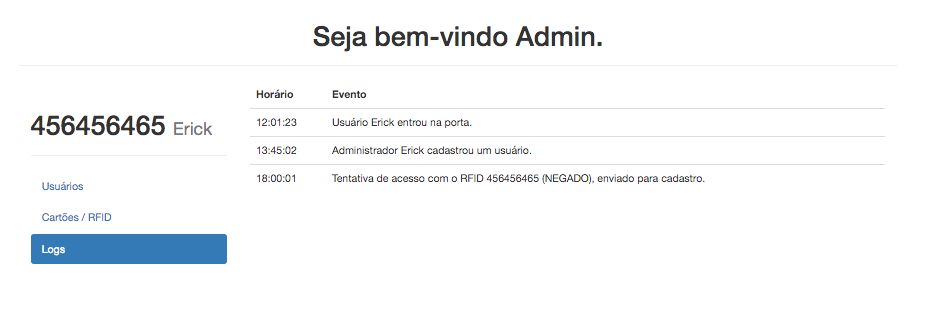 Seja bem-vindo Admin.
456456465 Erick
Usuários
Cartões / RFID
Logs
Horário Evento
12:01:23 Usuário Erick entrou na porta.
13:45:02 Administrador Erick cadastrou um usuário.
18:00:01 Tentativa de acesso com o RFID 456456465 (NEGADO), enviado para cadastro.